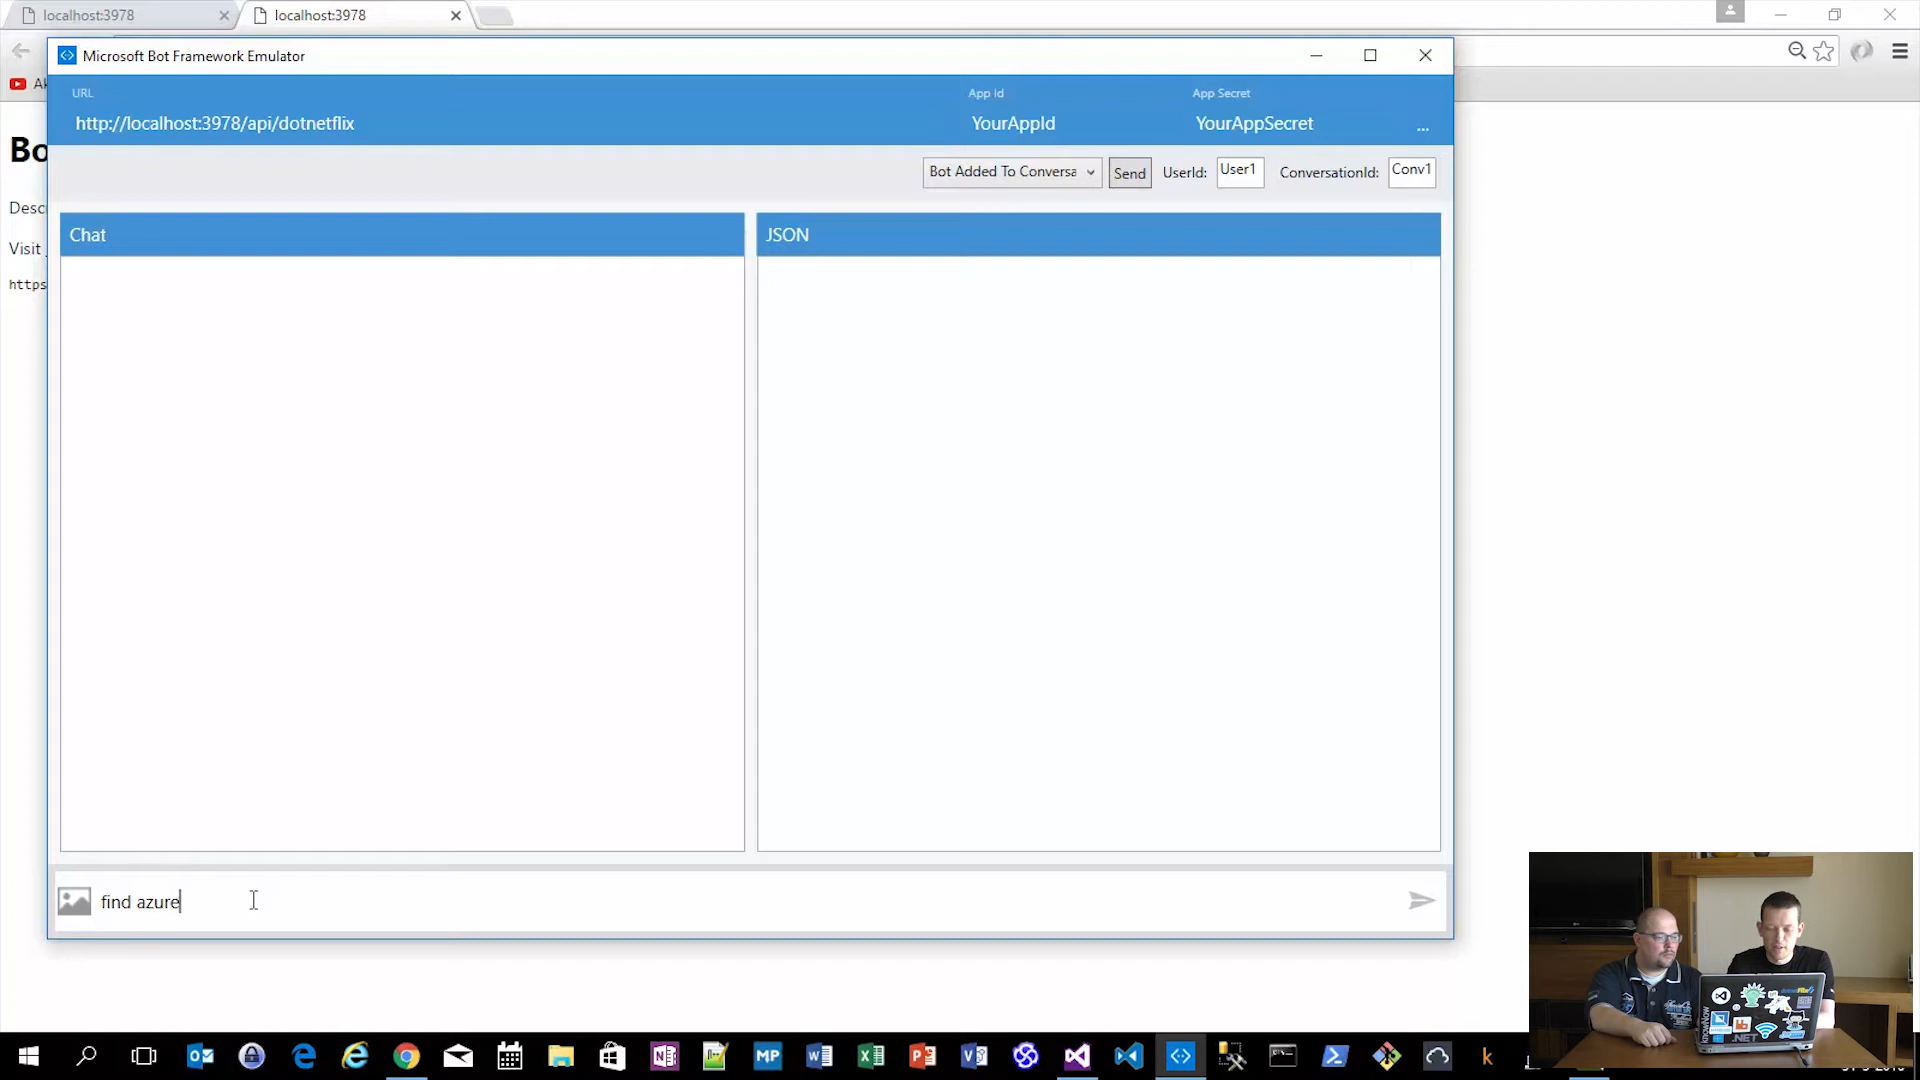 localhost:3978
localhost:3978
Microsoft Bot Framework Emulator
URL
App Id
App Secret
http://localhost:3978/api/dotnetflix
YourAppId
YourAppSecret
...
Bot Added To Conversa
Send
UserId:
User1
ConversationId:
Conv1
Chat
JSON
Bo
Descr
Visit
https
find azure